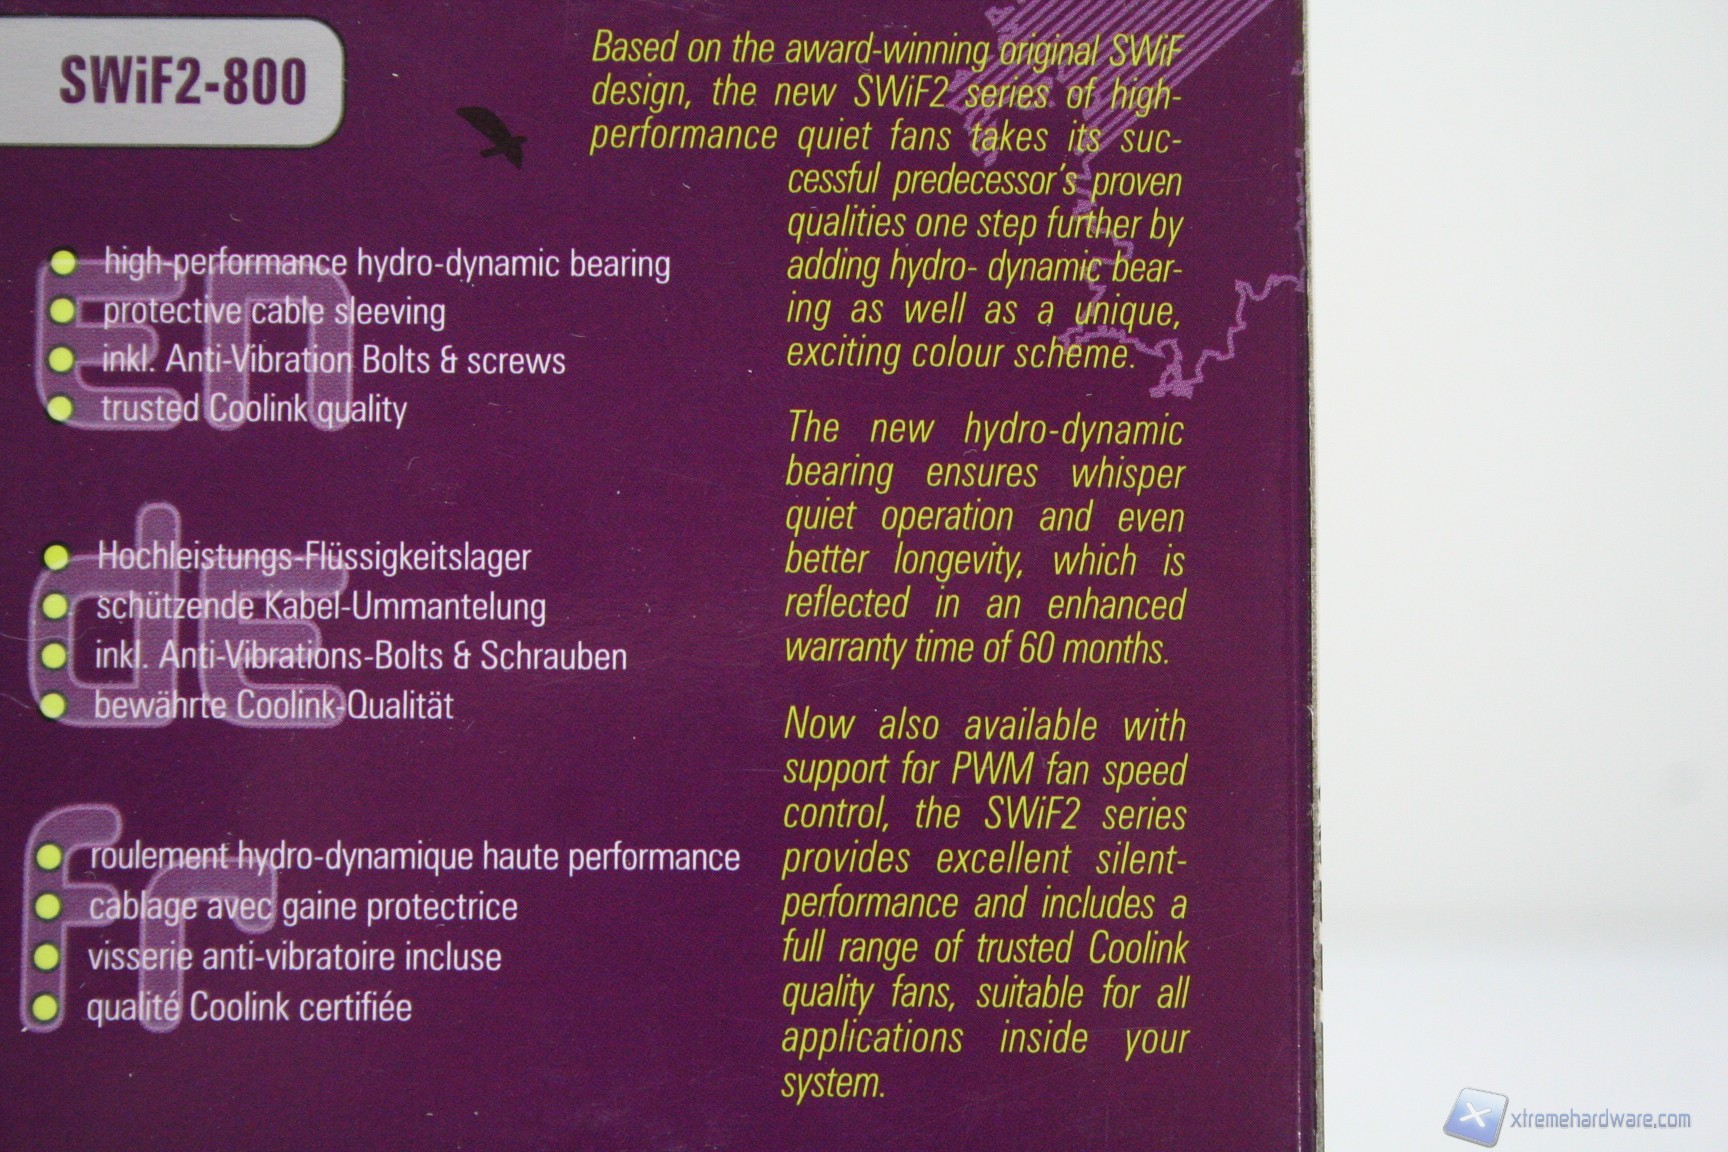 SWiF2-800
high-performance hydro-dynamic bearing
protective cable sleeving
inkl. Anti-Vibration Bolts & screws
trusted Coolink quality
en
Hochleistungs-Flüssigkeitslager
schützende Kabel-Ummantelung
inkl. Anti-Vibrations-Bolts & Schrauben
bewährte Coolink-Qualität
de
roulement hydro-dynamique haute performance
cablage avec gaine protectrice
visserie anti-vibratoire incluse
qualité Coolink certifiée
fr
Based on the award-winning original SWiF
design, the new SWiF2 series of high-
performance quiet fans takes its suc-
cessful predecessor's proven
qualities one step further by
adding hydro- dynamic bear-
ing as well as a unique,
exciting colour scheme.
The new hydro-dynamic
bearing ensures whisper
quiet operation and even
better longevity, which is
reflected in an enhanced
warranty time of 60 months.
Now also available with
support for PWM fan speed
control, the SWiF2 series
provides excellent silent-
performance and includes a
full range of trusted Coolink
quality fans, suitable for all
applications inside your
system.
xtremehardware.com